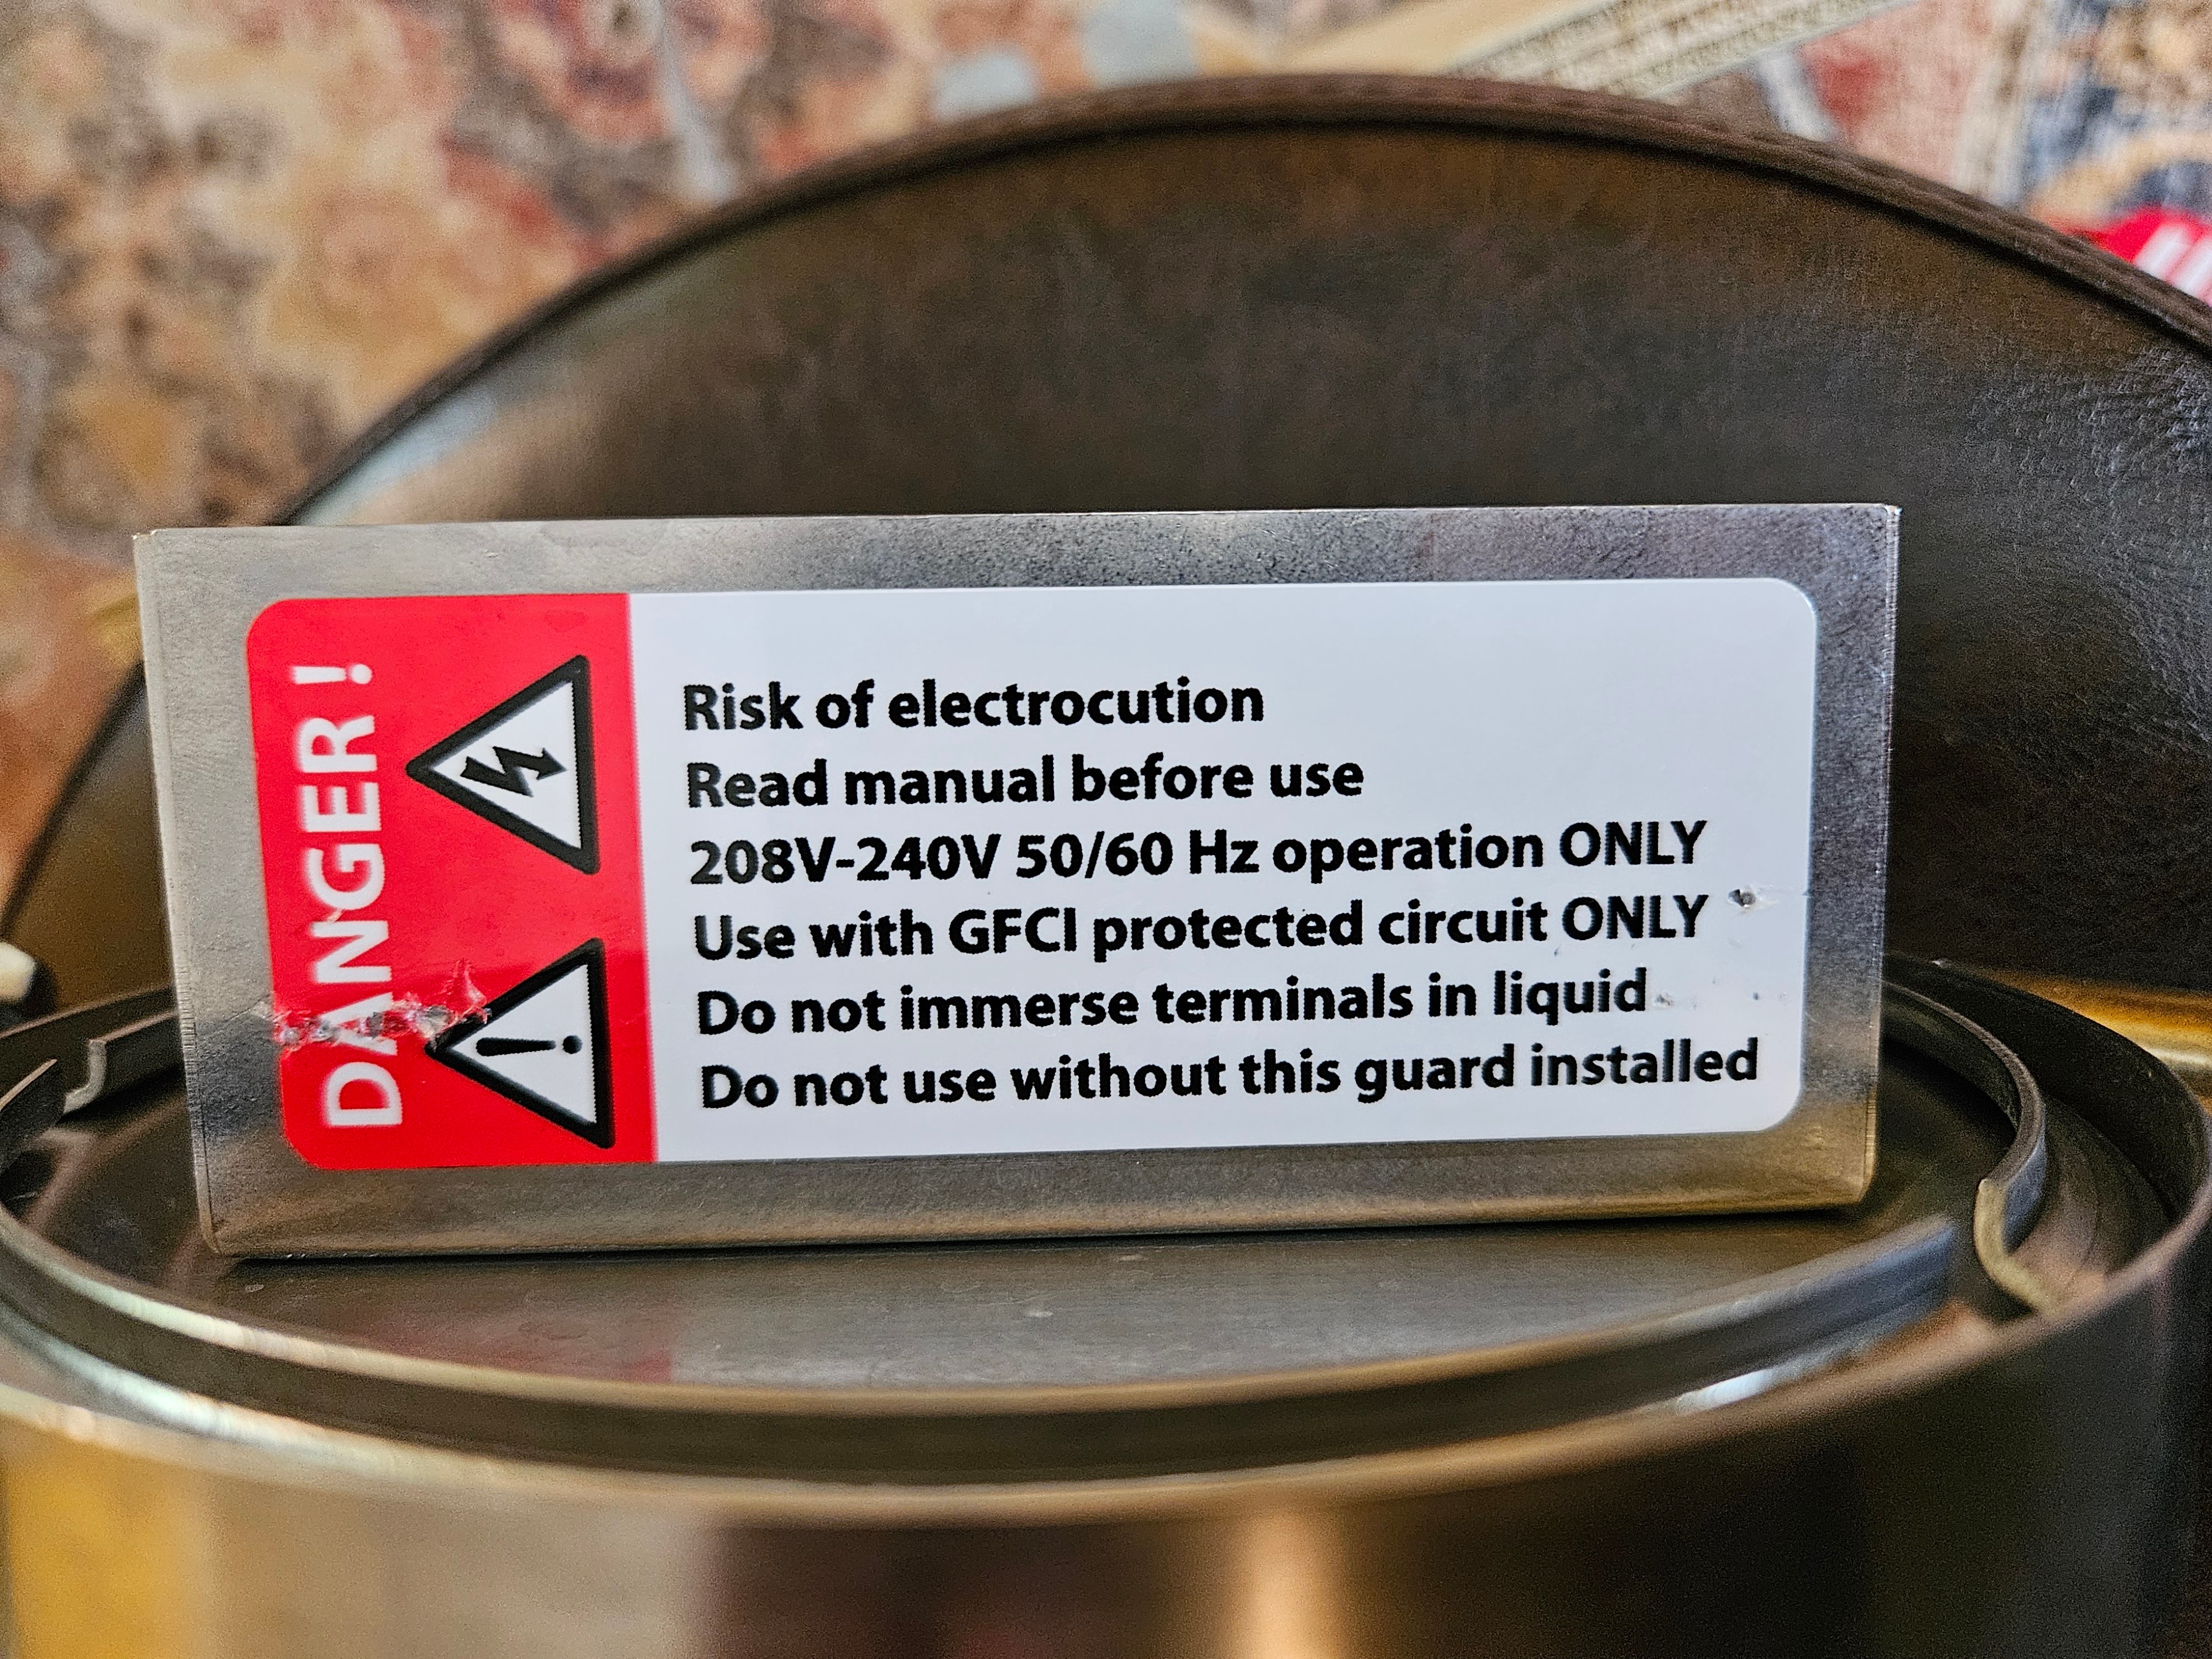 DANGER !
Risk of electrocution
Read manual before use
208V-240V 50/60 Hz operation ONLY
Use with GFCI protected circuit ONLY
Do not immerse terminals in liquid
Do not use without this guard installed